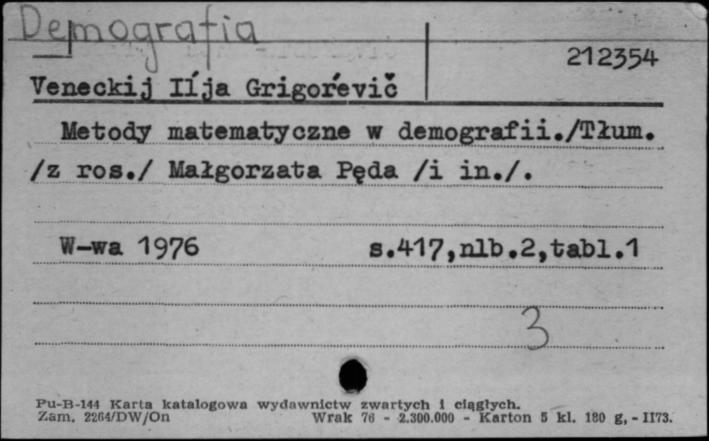 Demografia
212354
Veneckij Il'ja Grigor'evič
Metody matematyczne w demografii./Tłum.
/z ros./ Małgorzata Pęda /i in./.
W-wa 1976 s.417,nlb.2,tabl.1
3
Pu-B-144 Karta katalogowa wydawnictw zwartych i ciągłych.
Zam. 2264/DW/On Wrak 76 - 2.300.000 - Karton 5 kl. 180 g, - II73.